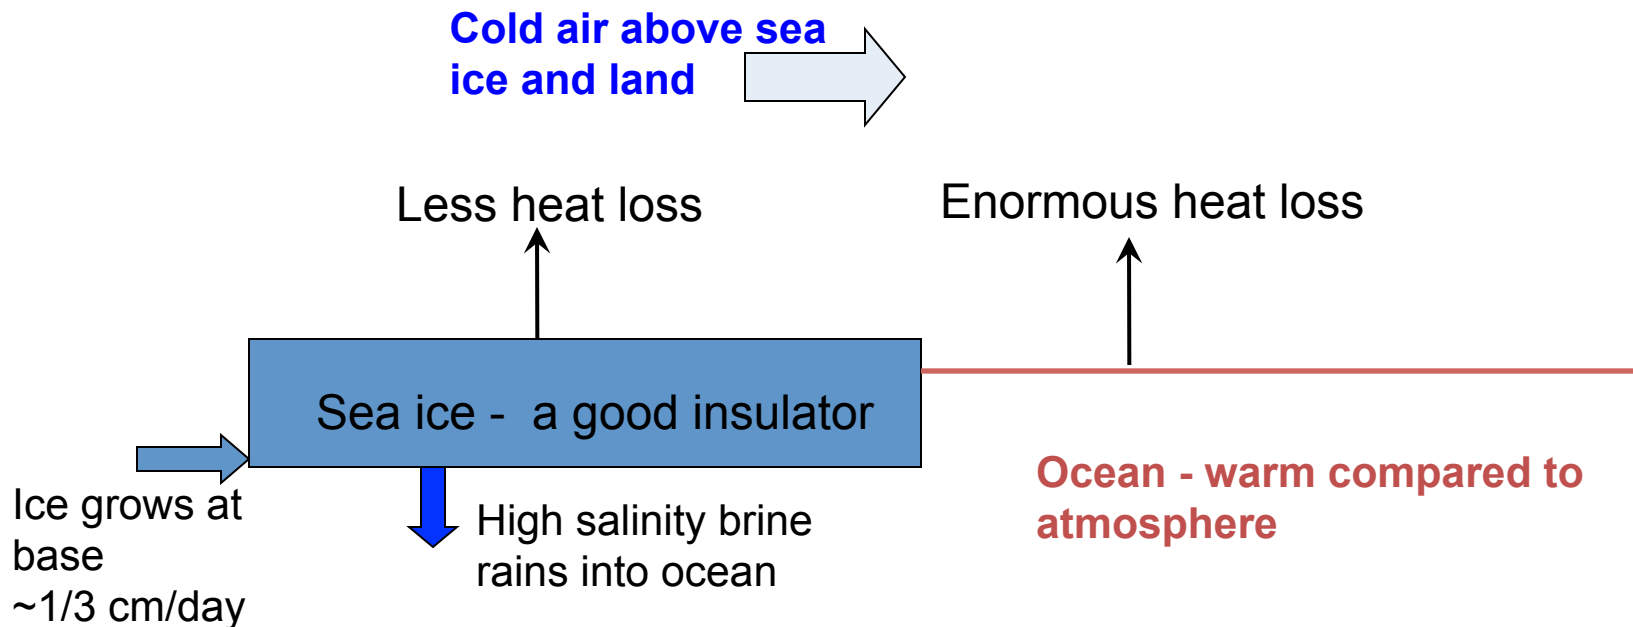 Cold air above sea
ice and land
Less heat loss
Enormous heat loss
Sea ice -  a good insulator
Ice grows at
base
~1/3 cm/day
High salinity brine
rains into ocean
Ocean - warm compared to
atmosphere